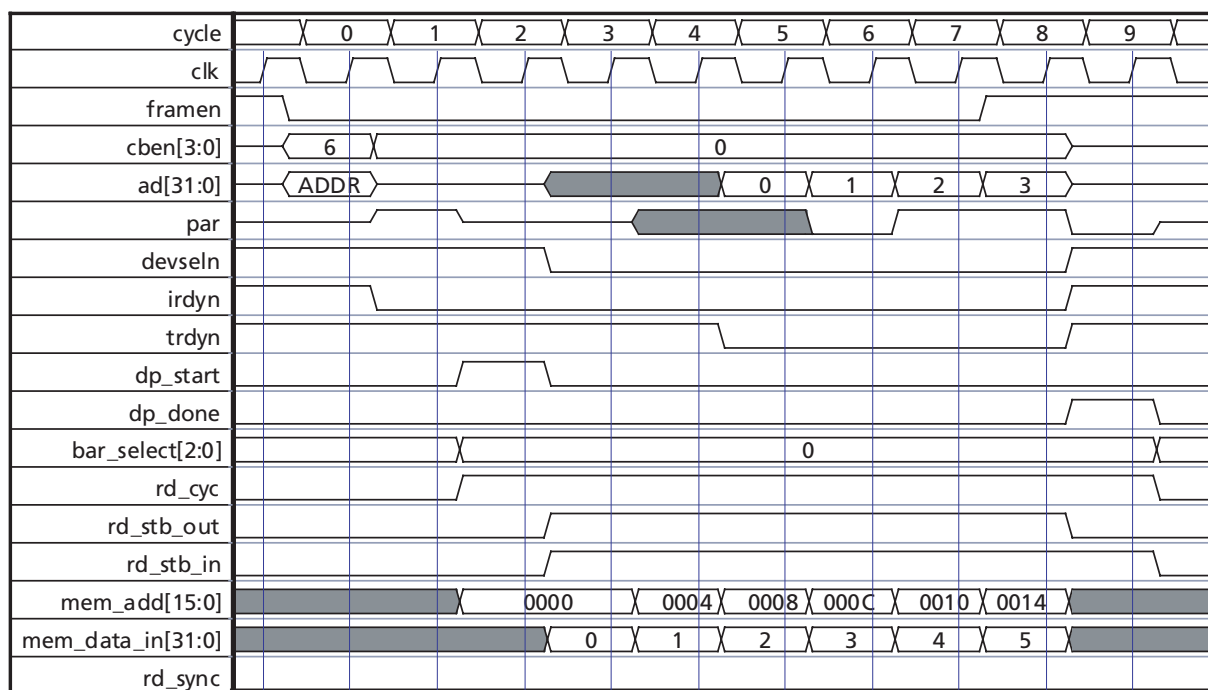 cycle 0 1 2 3 4 5 6 7 8 9
clk
framen
cben[3:0] 6 0
ad[31:0] ADDR 0 1 2 3
par
devseln
irdyn
trdyn
dp_start
dp_done
bar_select[2:0] 0
rd_cyc
rd_stb_out
rd_stb_in
mem_add[15:0] 0000 0004 0008 000C 0010 0014
mem_data_in[31:0] 0 1 2 3 4 5
rd_sync